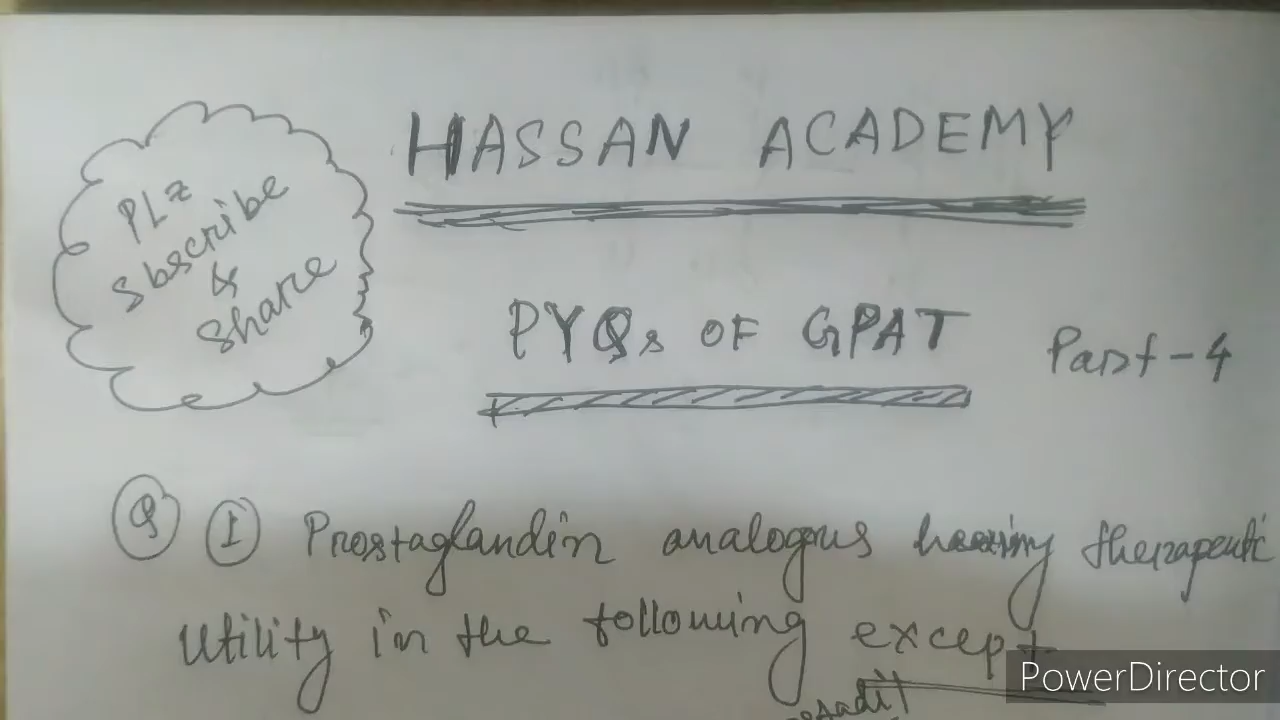 HASSAN ACADEMY
PLz
Sbscribe
&
Share
PYQs OF GPAT
Part-4
Q I Prostaglandin analogous having therapeutic
Utility in the following except
PowerDirector